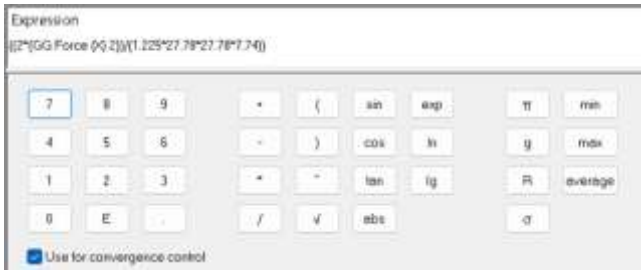 Expression
((2*{GG Force (X) 2})/(1.225*27.78*27.78*7.74))
7 8 9 + ( sin exp π min
4 5 6 - ) cos ln g max
1 2 3 * ^ tan lg R average
0 E . / √ abs σ
Use for convergence control